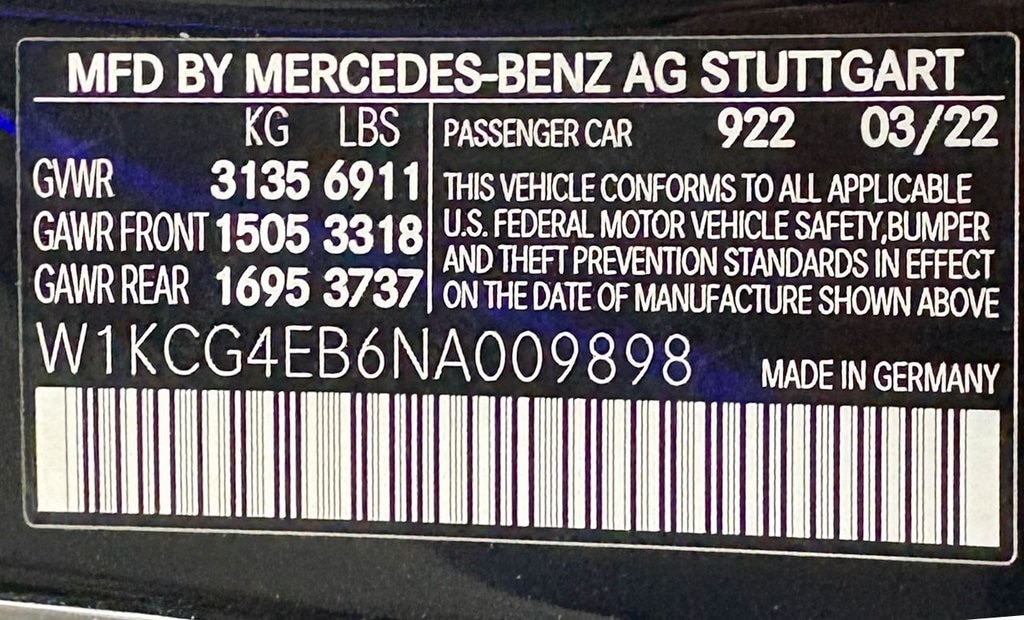 MFD BY MERCEDES-BENZ AG STUTTGART
KG LBS
GVWR 3135 6911
GAWR FRONT 1505 3318
GAWR REAR 1695 3737
PASSENGER CAR 922 03/22
THIS VEHICLE CONFORMS TO ALL APPLICABLE
U.S. FEDERAL MOTOR VEHICLE SAFETY,BUMPER
AND THEFT PREVENTION STANDARDS IN EFFECT
ON THE DATE OF MANUFACTURE SHOWN ABOVE
W1KCG4EB6NA009898
MADE IN GERMANY